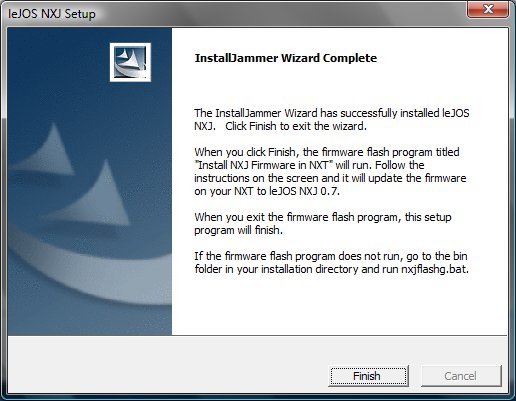 leJOS NXJ Setup
InstallJammer Wizard Complete
The InstallJammer Wizard has successfully installed leJOS
NXJ.   Click Finish to exit the wizard.
When you click Finish, the firmware flash program titled
"Install NXJ Firmware in NXT" will run. Follow the
instructions on the screen and it will update the firmware
on your NXT to leJOS NXJ 0.7.
When you exit the firmware flash program, this setup
program will finish.
If the firmware flash program does not run, go to the bin
folder in your installation directory and run nxjflashg.bat.
Finish
Cancel